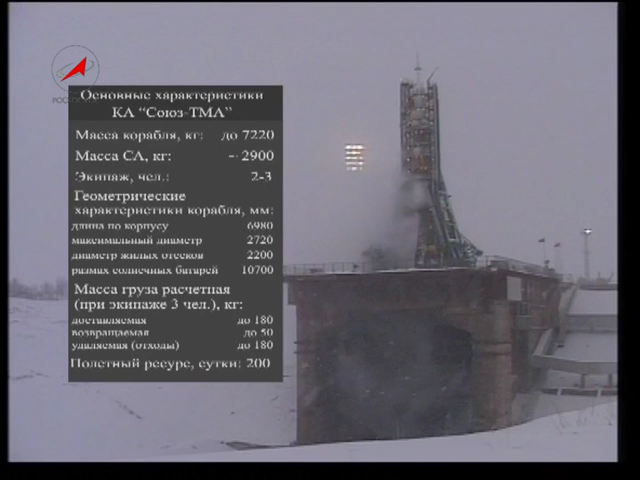 Основные характеристики
КА “Союз-ТМА”
Масса корабля, кг: до 7220
Масса СА, кг: ~ 2900
Экипаж, чел.: 2-3
Геометрические
характеристики корабля, мм:
длина по корпусу 6980
максимальный диаметр 2720
диаметр жилых отсеков 2200
размах солнечных батарей 10700
Масса груза расчетная
(при экипаже 3 чел.), кг:
доставляемая до 180
возвращаемая до 50
удаляемая (отходы) до 180
Полетный ресурс, сутки: 200